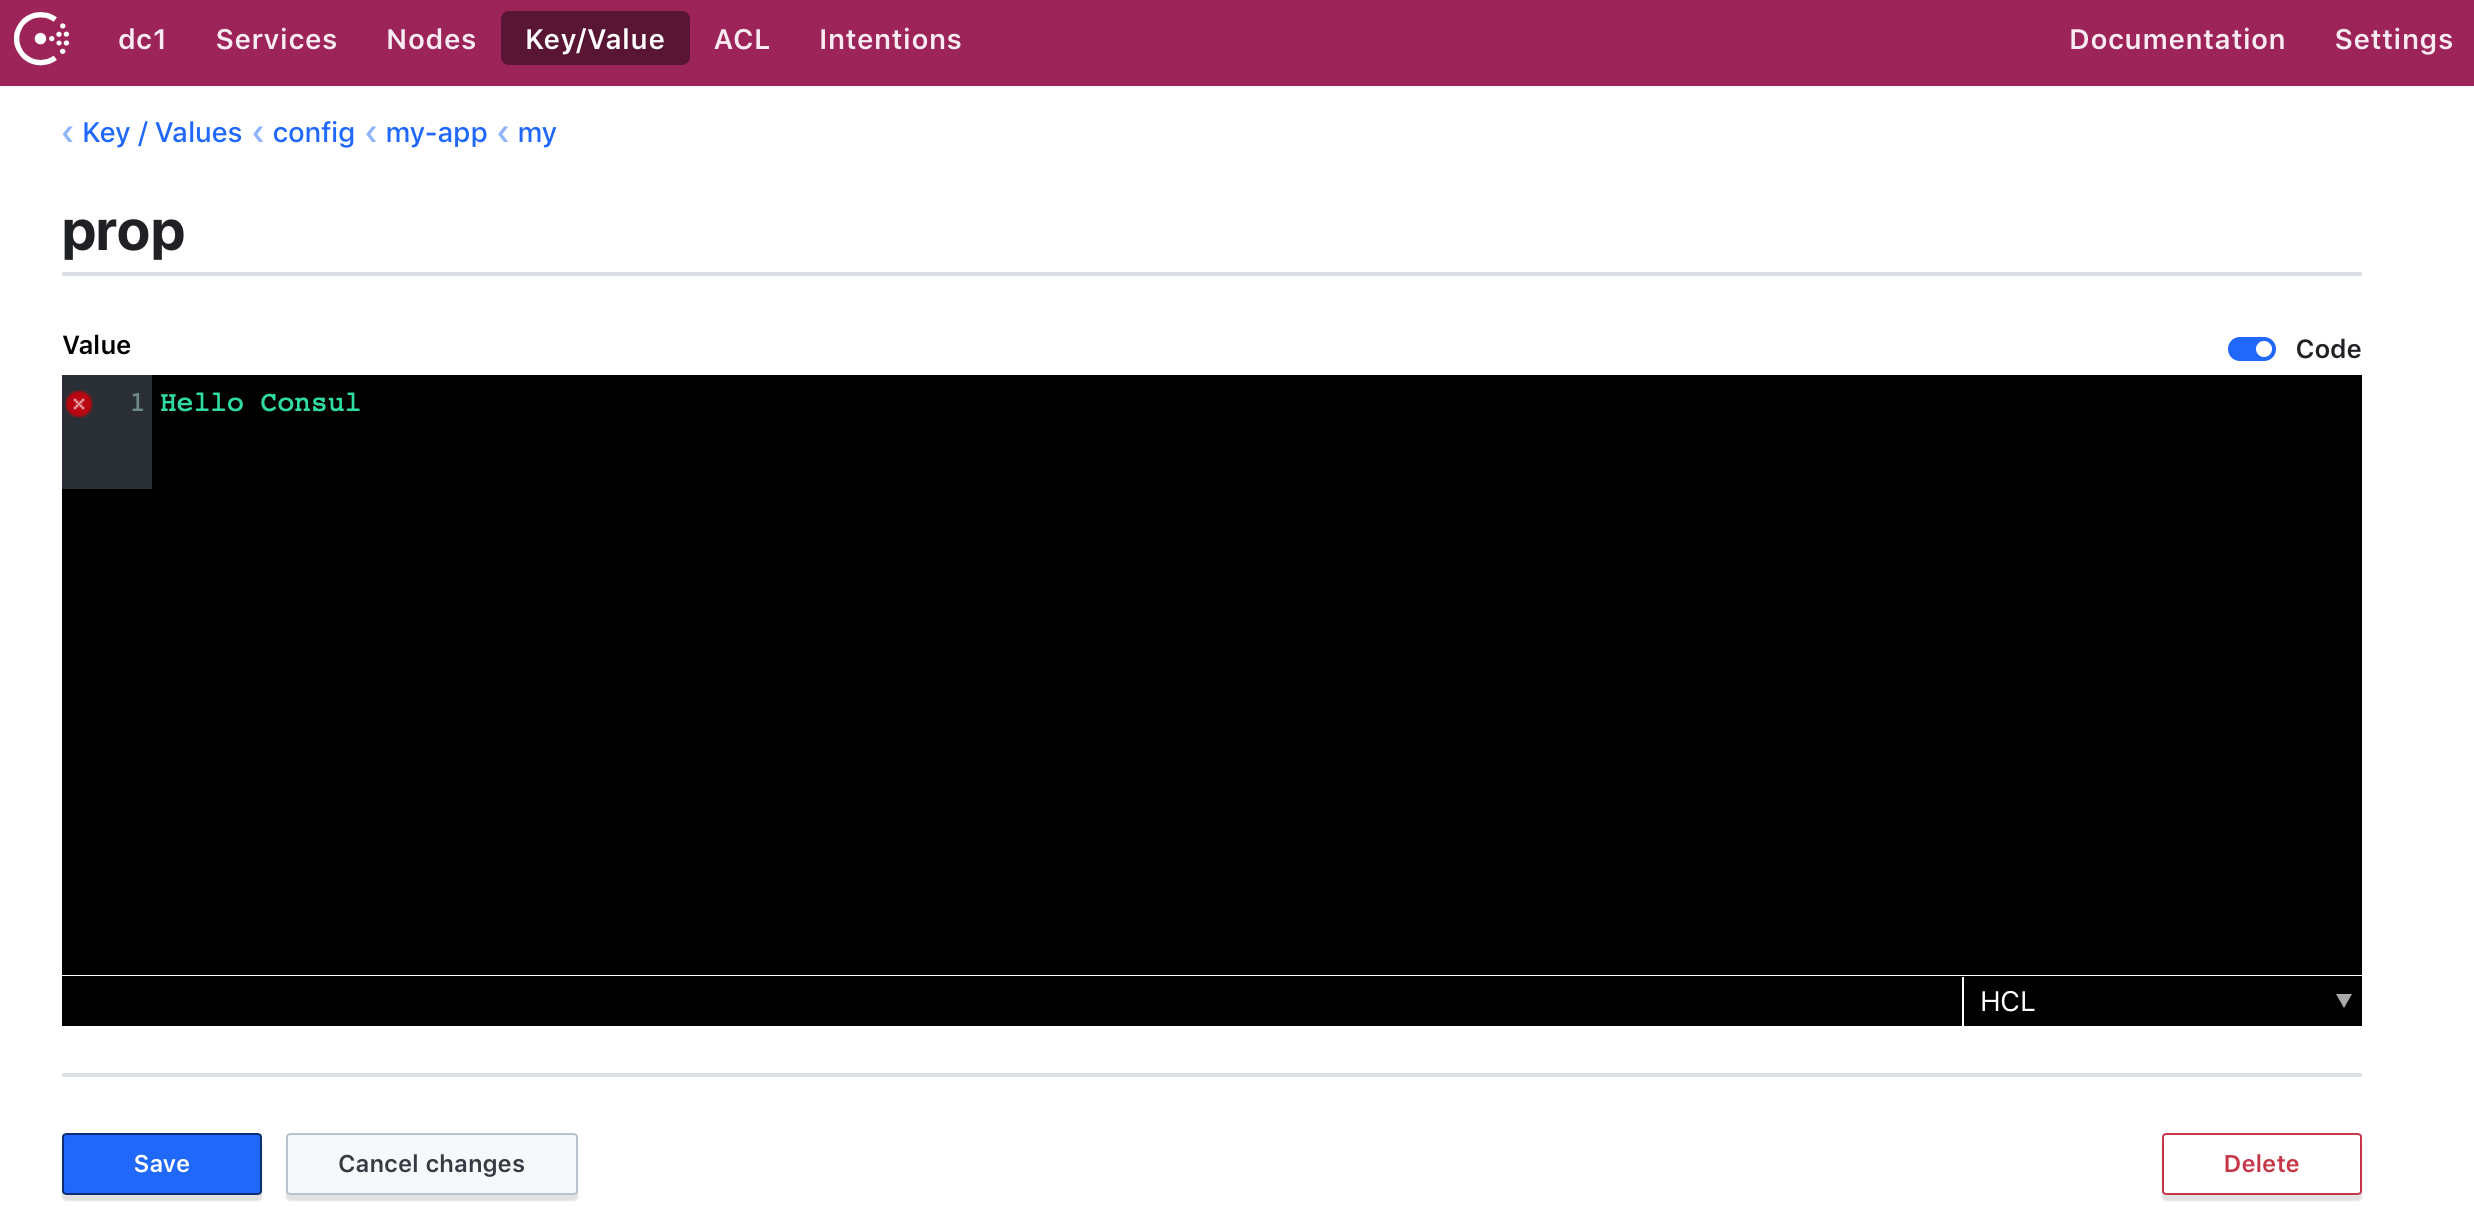 dc1 Services Nodes Key/Value ACL Intentions Documentation Settings
‹ Key / Values ‹ config ‹ my-app ‹ my
prop
Value Code
1 Hello Consul
HCL
Save Cancel changes Delete